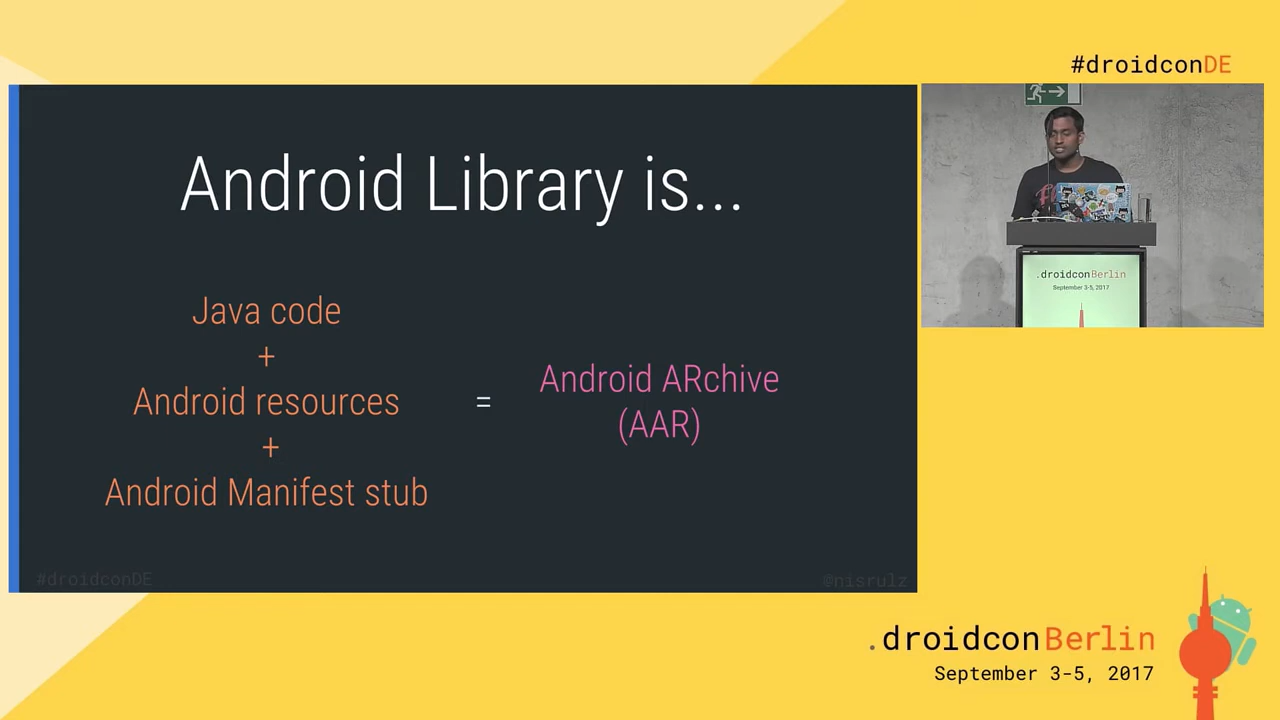 #droidconDE
Android Library is...
Java code
+
Android resources
+
Android Manifest stub
=
Android ARchive
(AAR)
#droidconDE
@nisrulz
.droidconBerlin
September 3-5, 2017
.droidconBerlin
September 3-5, 2017